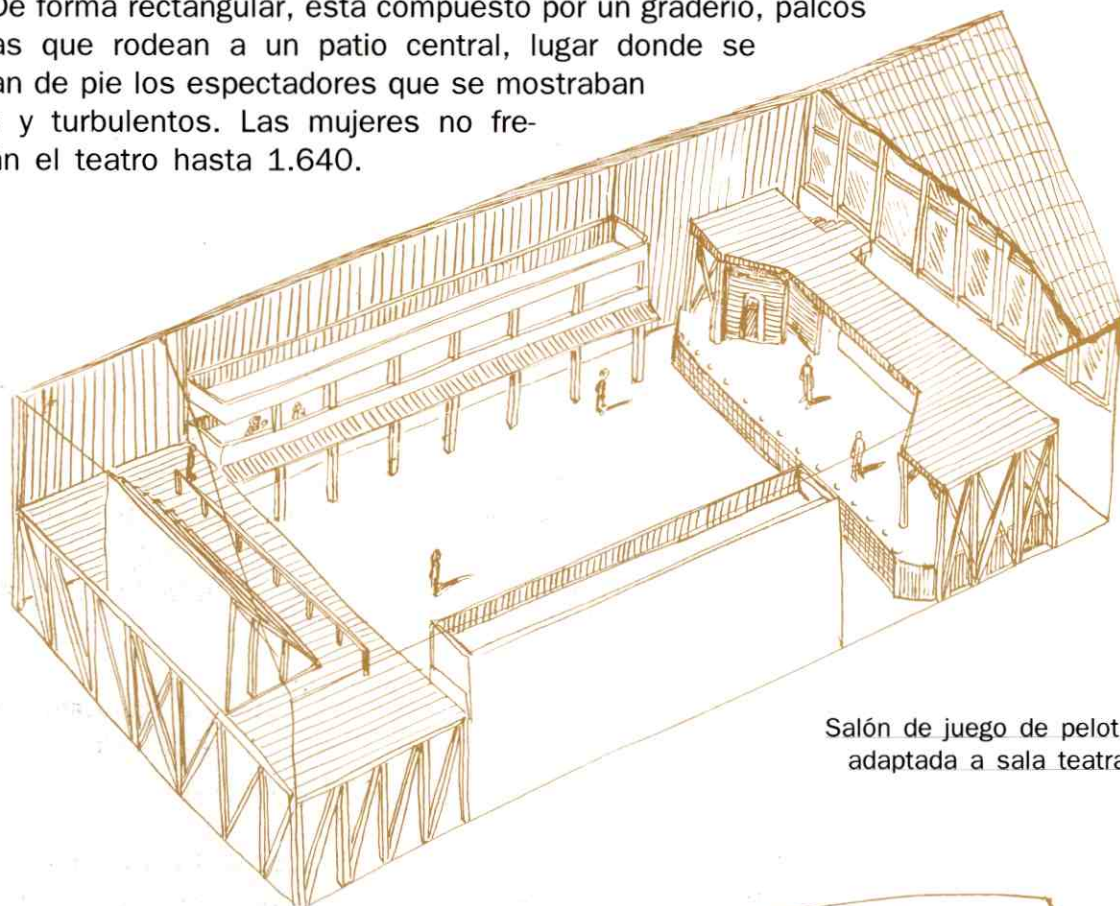 De forma rectangular, está compuesto por un graderío, palcos
as que rodean a un patio central, lugar donde se
an de pie los espectadores que se mostraban
y turbulentos. Las mujeres no fre-
an el teatro hasta 1.640.
Salón de juego de pelot
adaptada a sala teatra